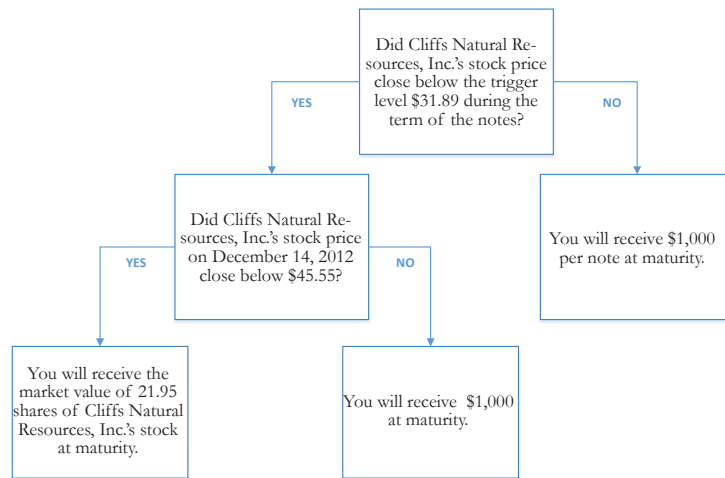 Did Cliffs Natural Re-
sources, Inc.'s stock price
close below the trigger
level $31.89 during the
term of the notes?
YES
NO
Did Cliffs Natural Re-
sources, Inc.'s stock price
on December 14, 2012
close below $45.55?
You will receive $1,000
per note at maturity.
YES
NO
You will receive the
market value of 21.95
shares of Cliffs Natural
Resources, Inc.'s stock
at maturity.
You will receive $1,000
at maturity.